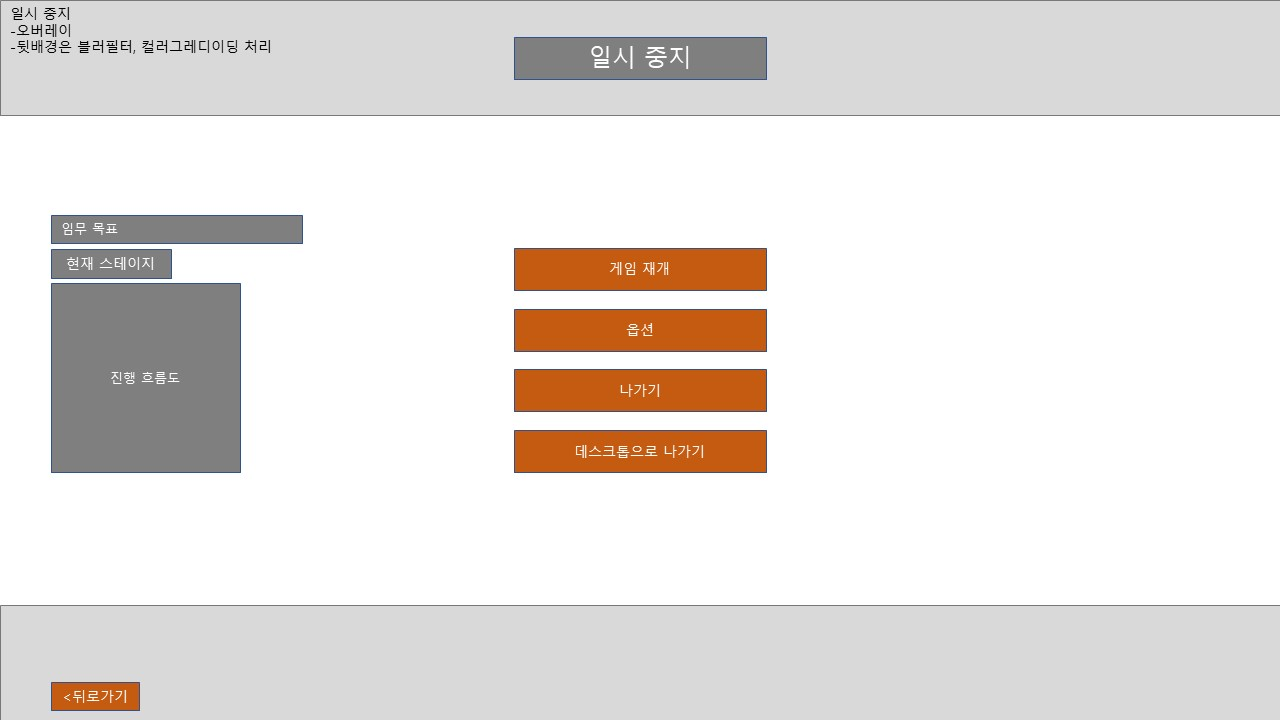 일시 중지
-오버레이
-뒷배경은 블러필터, 컬러그레디이딩 처리
일시 중지
임무 목표
현재 스테이지
진행 흐름도
게임 재개
옵션
나가기
데스크톱으로 나가기
<뒤로가기